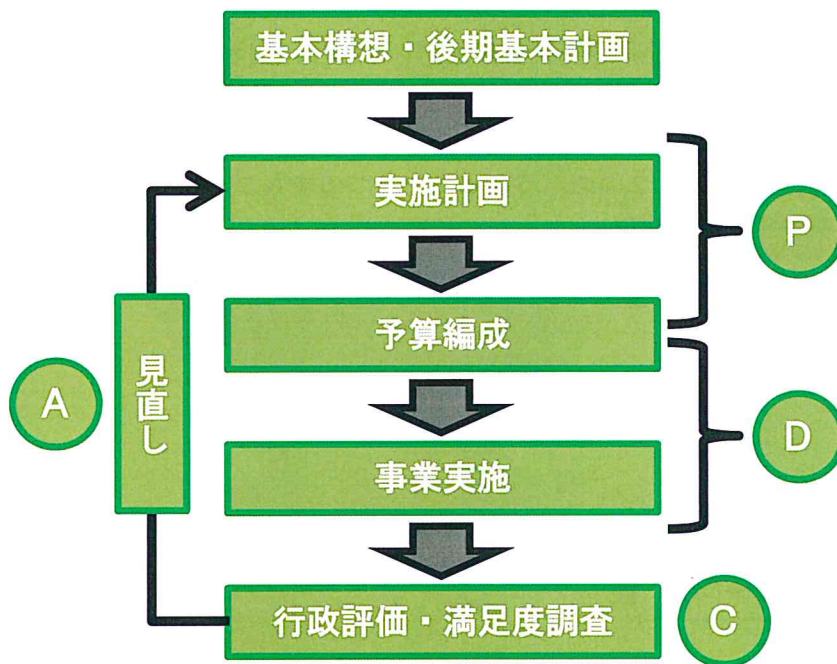 基本構想・後期基本計画
実施計画
P
予算編成
見直し
A
D
事業実施
行政評価・満足度調査
C